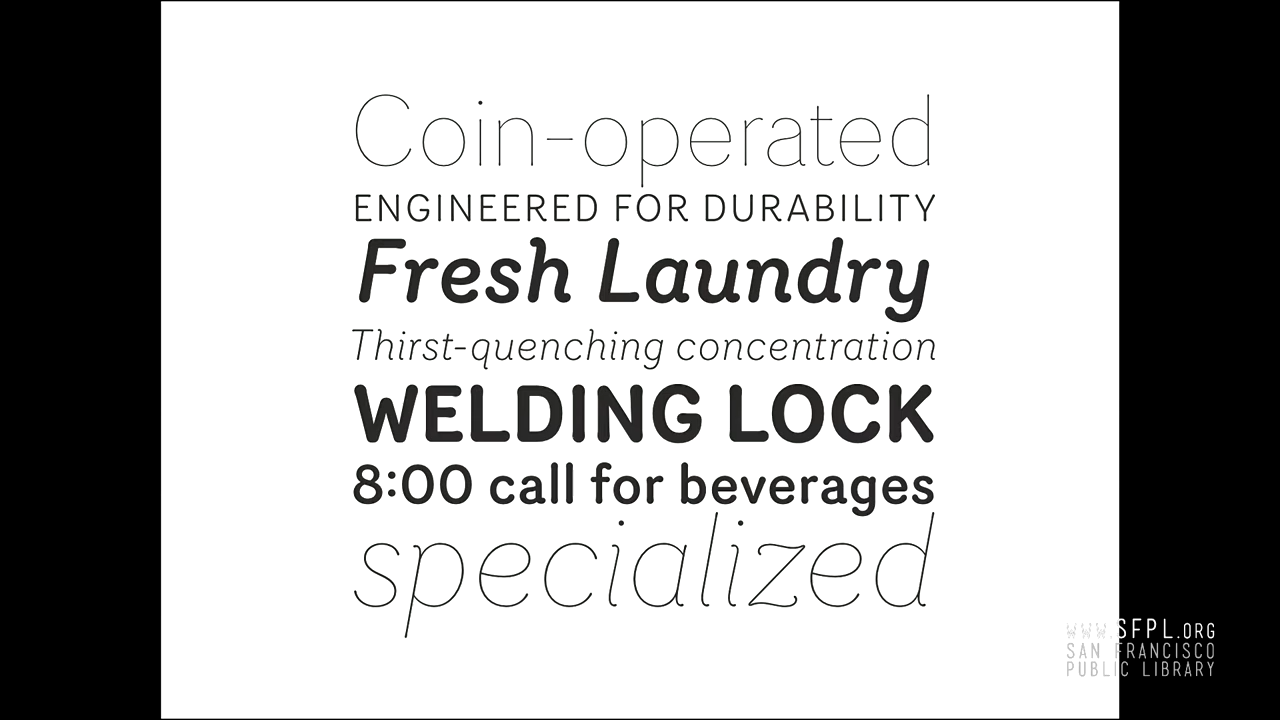 Coin-operated
ENGINEERED FOR DURABILITY
Fresh Laundry
Thirst-quenching concentration
WELDING LOCK
8:00 call for beverages
specialized
WWW.SFPL.ORG
SAN FRANCISCO
PUBLIC LIBRARY